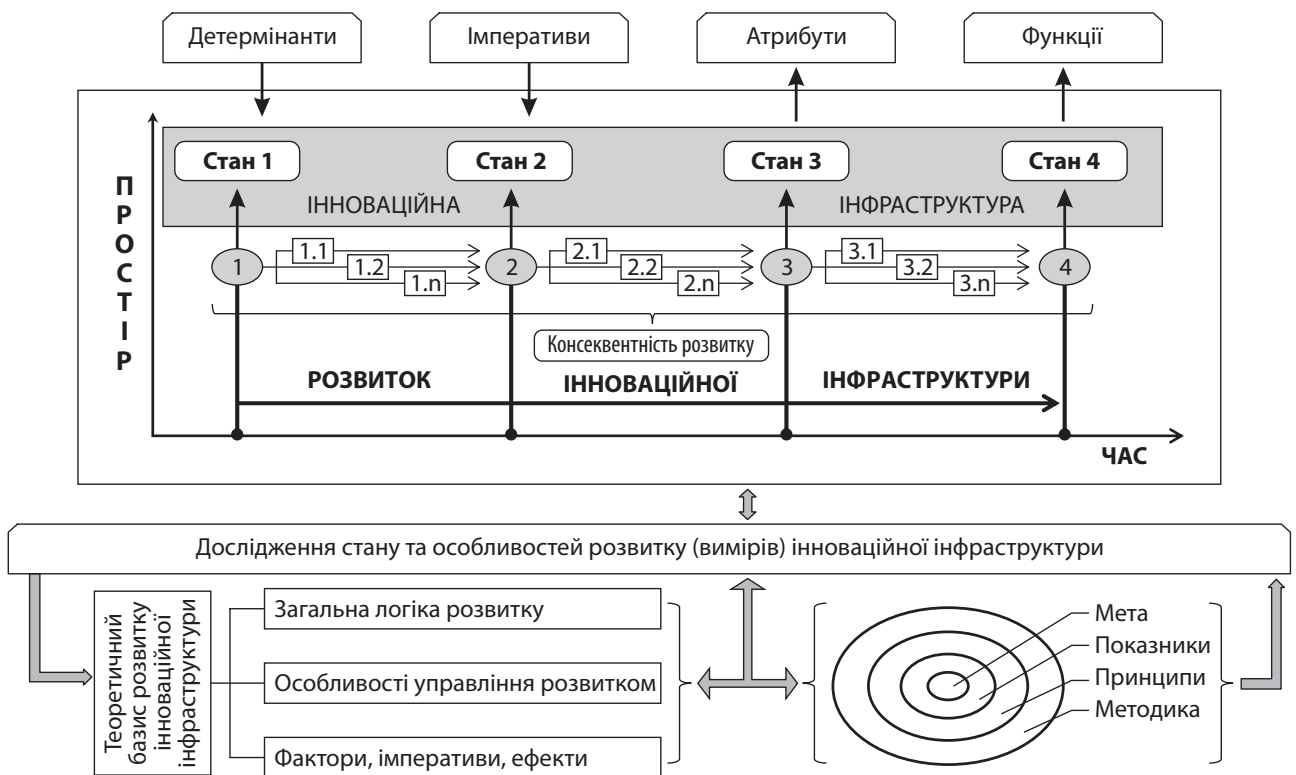 Детермінанти
Імперативи
Атрибути
Функції
ПРОСТІР
Стан 1
Стан 2
Стан 3
Стан 4
ІННОВАЦІЙНА
ІНФРАСТРУКТУРА
1
1.1
1.2
1.n
2
2.1
2.2
2.n
3
3.1
3.2
3.n
4
Консеквентність розвитку
РОЗВИТОК
ІННОВАЦІЙНОЇ
ІНФРАСТРУКТУРИ
ЧАС
Дослідження стану та особливостей розвитку (вимірів) інноваційної інфраструктури
Теоретичний
базис розвитку
інноваційної
інфраструктури
Загальна логіка розвитку
Особливості управління розвитком
Фактори, імперативи, ефекти
Мета
Показники
Принципи
Методика